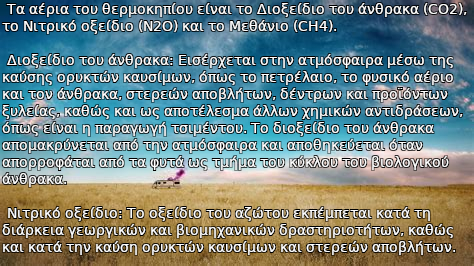 Τα αέρια του θερμοκηπίου είναι το Διοξείδιο του άνθρακα (CO2),
το Νιτρικό οξείδιο (N2O) και το Μεθάνιο (CH4).
Διοξείδιο του άνθρακα: Εισέρχεται στην ατμόσφαιρα μέσω της
καύσης ορυκτών καυσίμων, όπως το πετρέλαιο, το φυσικό αέριο
και τον άνθρακα, στερεών αποβλήτων, δέντρων και προϊόντων
ξυλείας, καθώς και ως αποτέλεσμα άλλων χημικών αντιδράσεων,
όπως είναι η παραγωγή τσιμέντου. Το διοξείδιο του άνθρακα
απομακρύνεται από την ατμόσφαιρα και αποθηκεύεται όταν
απορροφάται από τα φυτά ως τμήμα του κύκλου του βιολογικού
άνθρακα.
Νιτρικό οξείδιο: Το οξείδιο του αζώτου εκπέμπεται κατά τη
διάρκεια γεωργικών και βιομηχανικών δραστηριοτήτων, καθώς
και κατά την καύση ορυκτών καυσίμων και στερεών αποβλήτων.